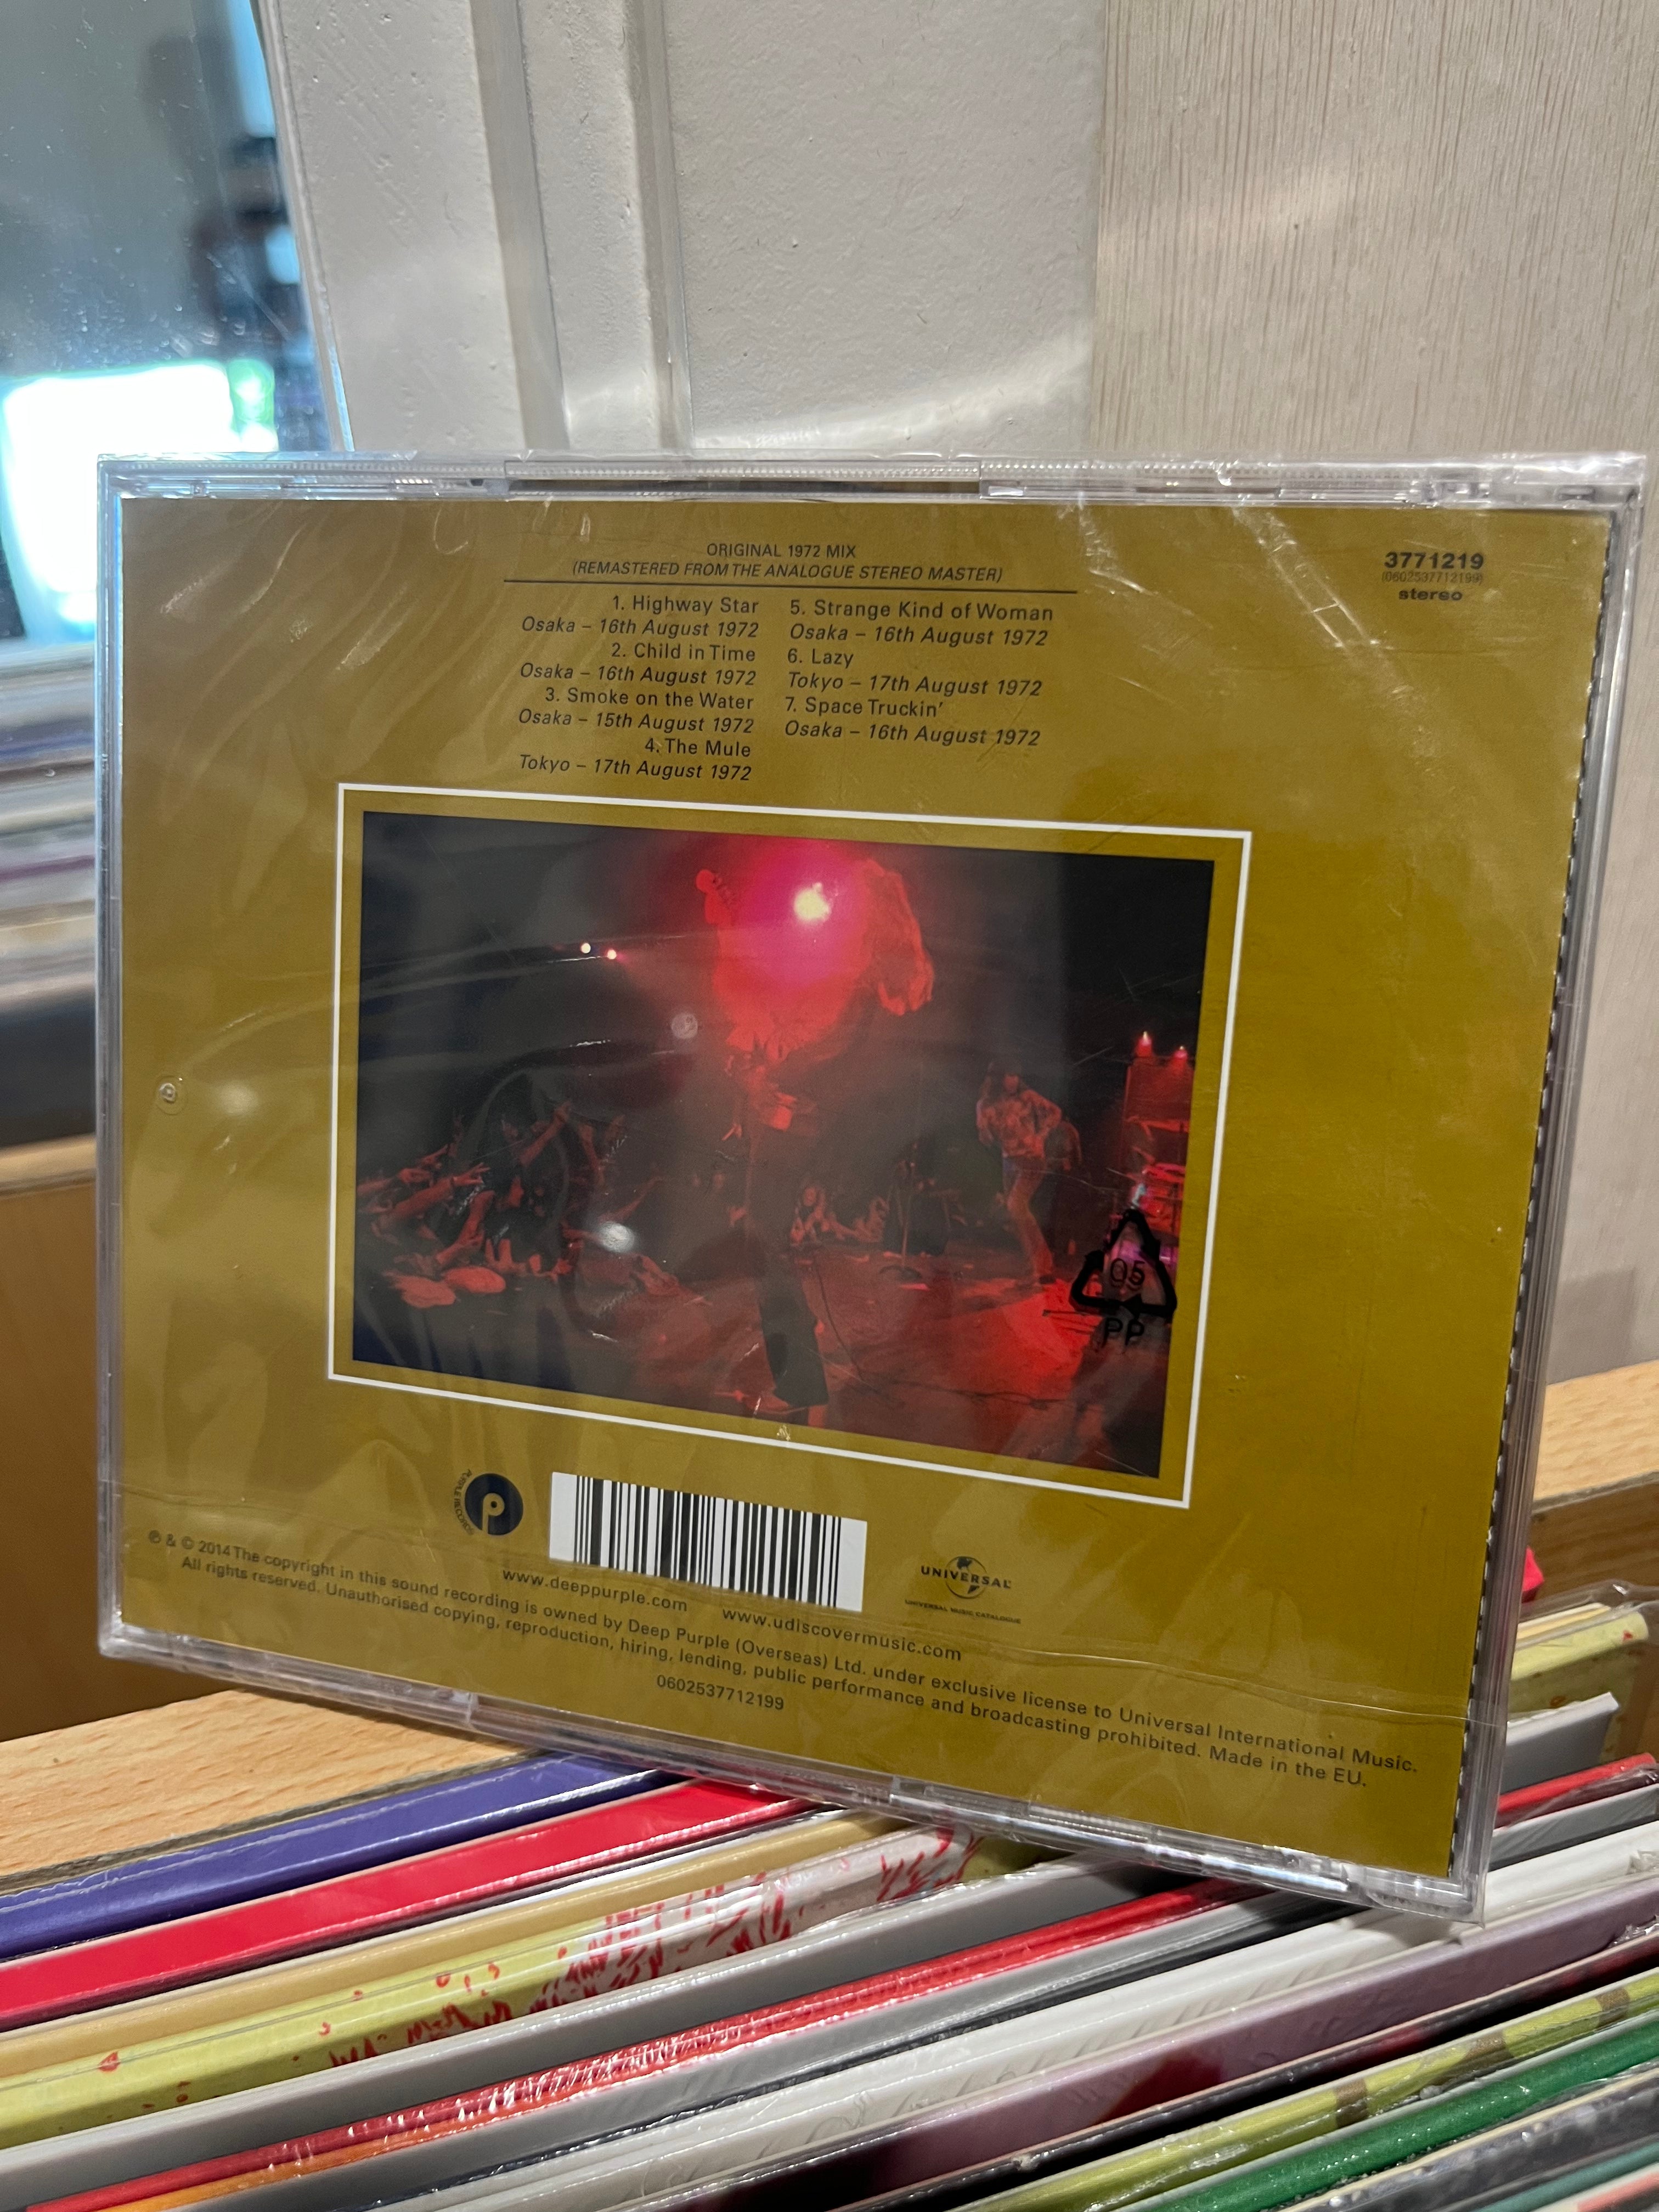 ORIGINAL 1972 MIX
(REMASTERED FROM THE ANALOGUE STEREO MASTER)
3771219
(0602537712199)
stereo
1. Highway Star
Osaka – 16th August 1972
2. Child in Time
Osaka – 16th August 1972
3. Smoke on the Water
Osaka – 15th August 1972
4. The Mule
Tokyo – 17th August 1972
5. Strange Kind of Woman
Osaka – 16th August 1972
6. Lazy
Tokyo – 17th August 1972
7. Space Truckin'
Osaka – 16th August 1972
05
PP
PURPLE RECORDS
p
UNIVERSAL
UNIVERSAL MUSIC CATALOGUE
www.deeppurple.com www.udiscovermusic.com
℗ & © 2014 The copyright in this sound recording is owned by Deep Purple (Overseas) Ltd. under exclusive license to Universal International Music.
All rights reserved. Unauthorised copying, reproduction, hiring, lending, public performance and broadcasting prohibited. Made in the EU.
0602537712199